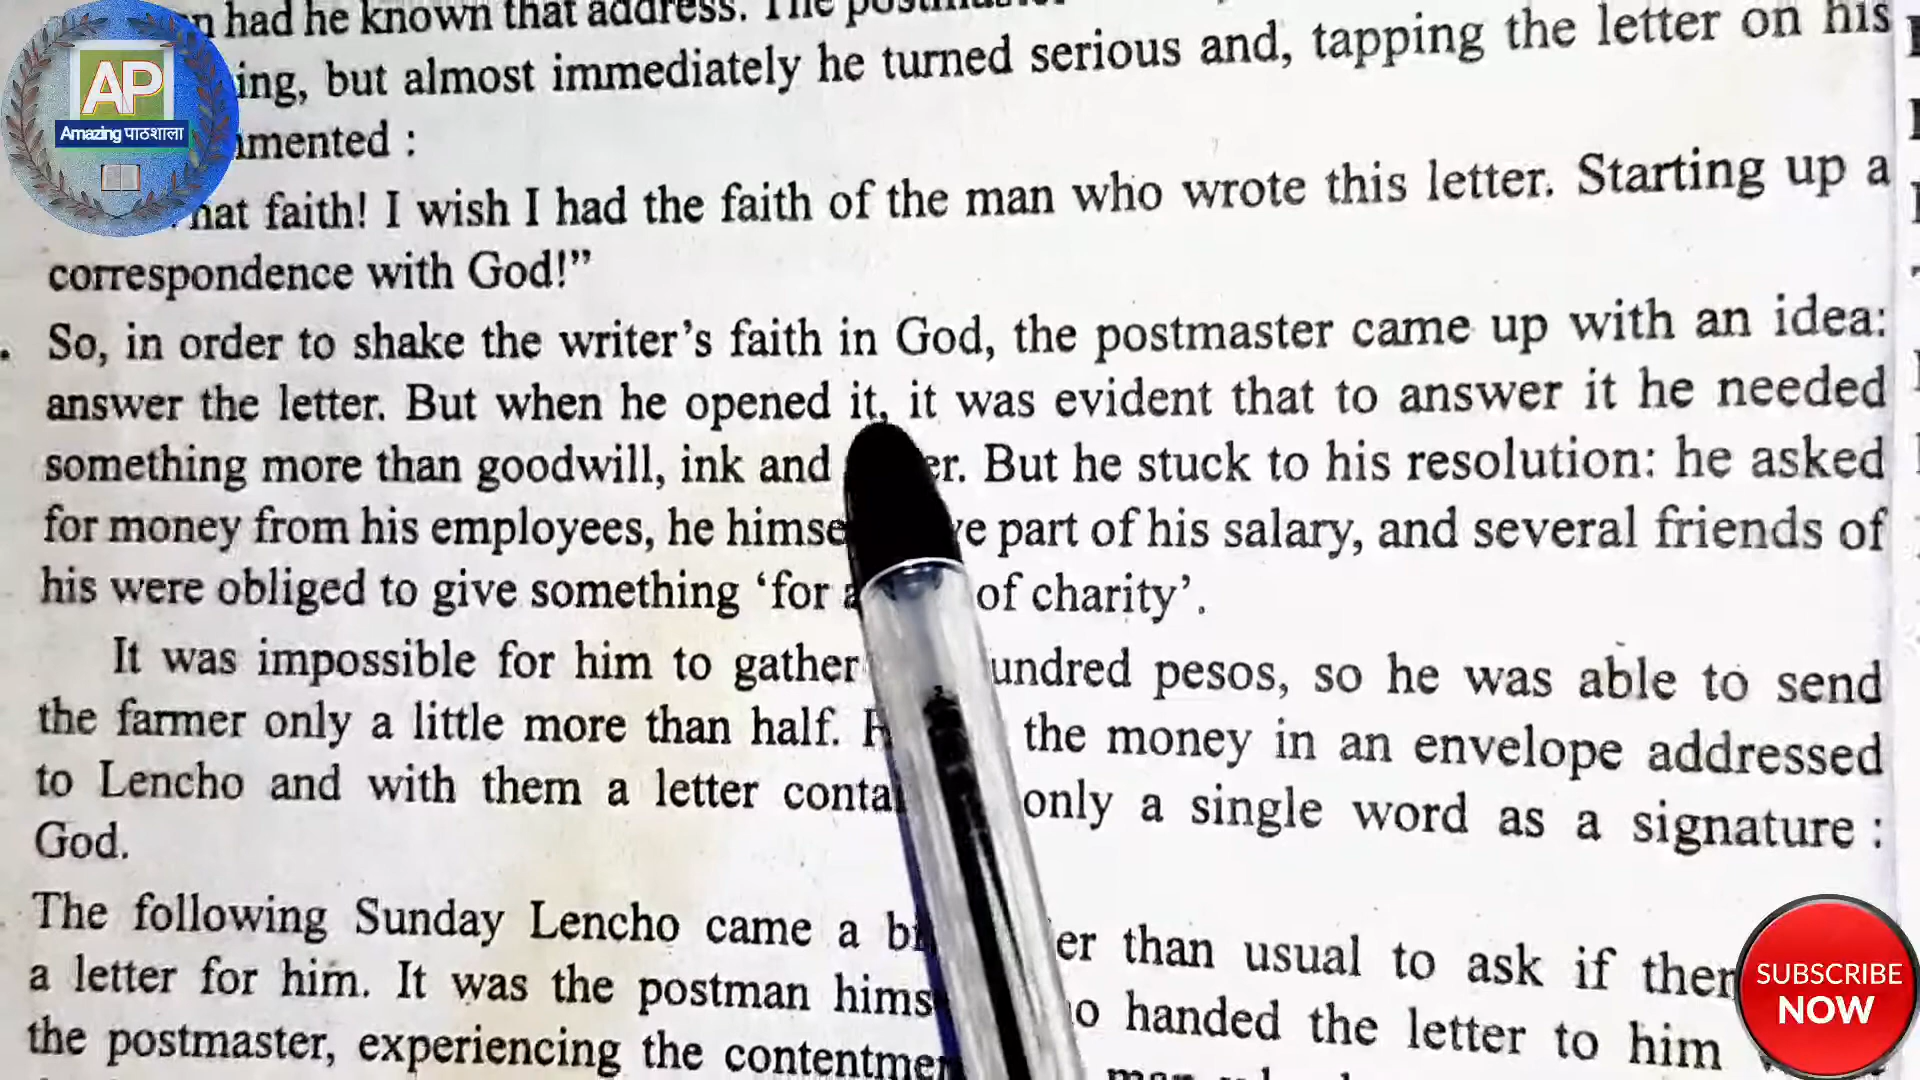 had he known that address. The
ing, but almost immediately he turned serious and, tapping the letter on his
AP
Amazing पाठशाला
mented :
hat faith! I wish I had the faith of the man who wrote this letter. Starting up a
correspondence with God!”
So, in order to shake the writer’s faith in God, the postmaster came up with an idea:
answer the letter. But when he opened it, it was evident that to answer it he needed
something more than goodwill, ink and er. But he stuck to his resolution: he asked
for money from his employees, he himse ve part of his salary, and several friends of
his were obliged to give something ‘for a of charity’.
It was impossible for him to gather undred pesos, so he was able to send
the farmer only a little more than half. the money in an envelope addressed
to Lencho and with them a letter contai only a single word as a signature :
God.
The following Sunday Lencho came a bi er than usual to ask if ther
a letter for him. It was the postman hims o handed the letter to him
the postmaster, experiencing the contentmen
SUBSCRIBE
NOW